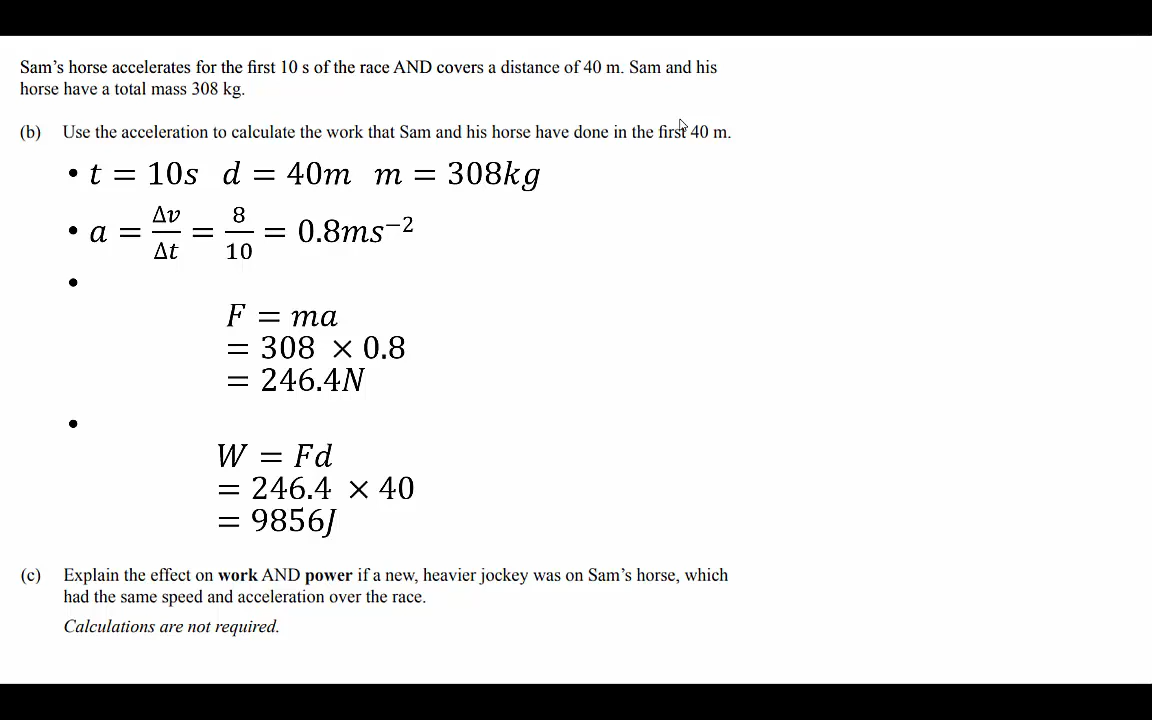 Sam's horse accelerates for the first 10 s of the race AND covers a distance of 40 m. Sam and his
horse have a total mass 308 kg.
(b) Use the acceleration to calculate the work that Sam and his horse have done in the first 40 m.
• t = 10s d = 40m m = 308kg
• a = Δv/Δt = 8/10 = 0.8ms⁻²
•
F = ma
= 308 × 0.8
= 246.4N
•
W = Fd
= 246.4 × 40
= 9856J
(c) Explain the effect on work AND power if a new, heavier jockey was on Sam's horse, which
had the same speed and acceleration over the race.
Calculations are not required.